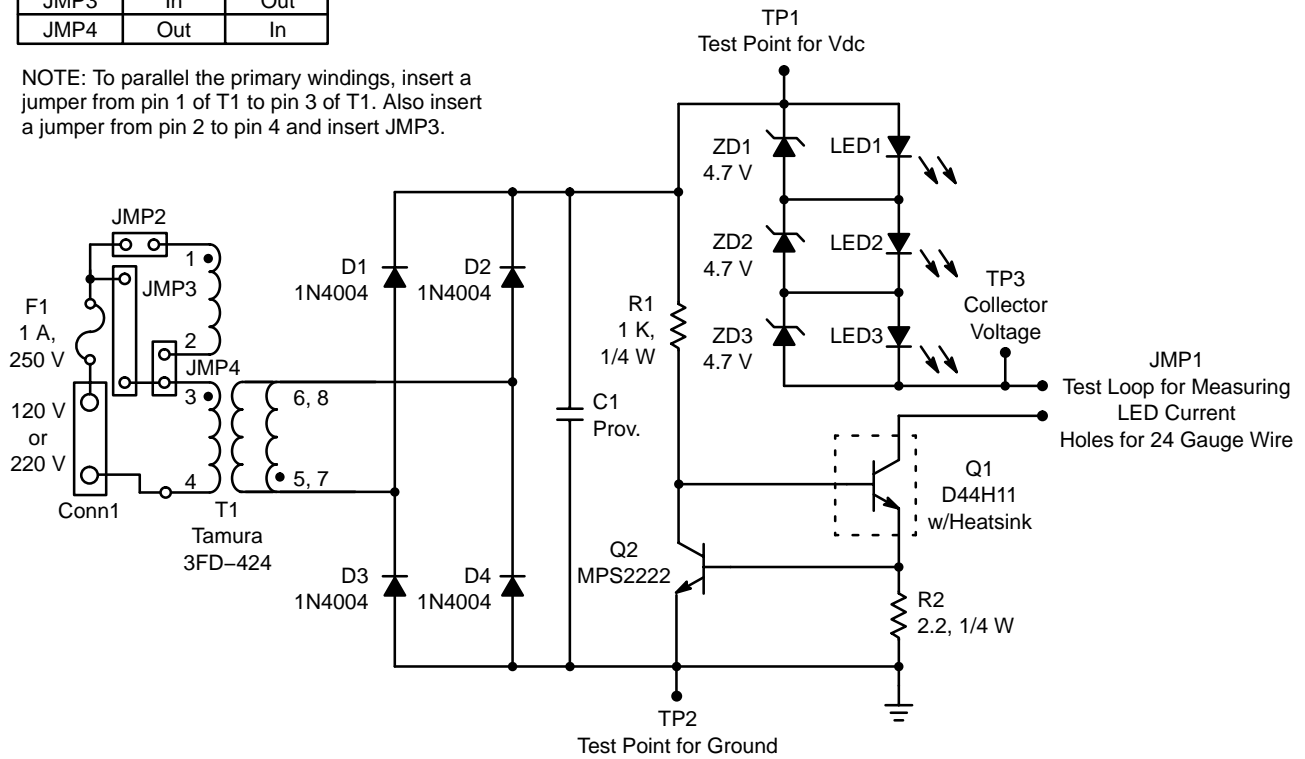 JMP3 In Out
JMP4 Out In
NOTE: To parallel the primary windings, insert a
jumper from pin 1 of T1 to pin 3 of T1. Also insert
a jumper from pin 2 to pin 4 and insert JMP3.
TP1
Test Point for Vdc
ZD1
4.7 V
LED1
ZD2
4.7 V
LED2
ZD3
4.7 V
LED3
TP3
Collector
Voltage
JMP1
Test Loop for Measuring
LED Current
Holes for 24 Gauge Wire
JMP2
1
JMP3
F1
1 A,
250 V
2
JMP4
3
120 V
or
220 V
4
Conn1
T1
Tamura
3FD–424
6, 8
5, 7
D1
1N4004
D2
1N4004
D3
1N4004
D4
1N4004
C1
Prov.
R1
1 K,
1/4 W
Q1
D44H11
w/Heatsink
Q2
MPS2222
R2
2.2, 1/4 W
TP2
Test Point for Ground